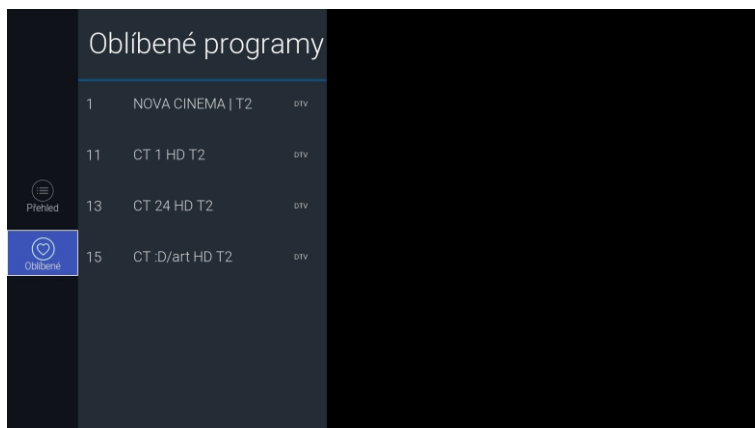 Oblíbené programy
1 NOVA CINEMA | T2 DTV
11 CT 1 HD T2 DTV
13 CT 24 HD T2 DTV
15 CT :D/art HD T2 DTV
Přehled
Oblíbené